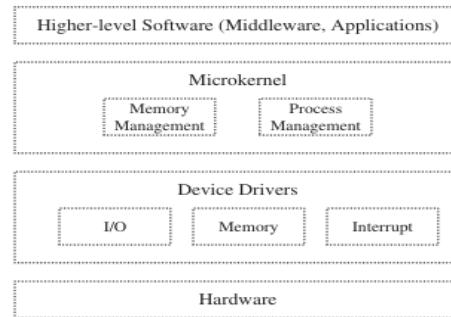 Higher-level Software (Middleware, Applications)
Microkernel
Memory
Management
Process
Management
Device Drivers
I/O
Memory
Interrupt
Hardware